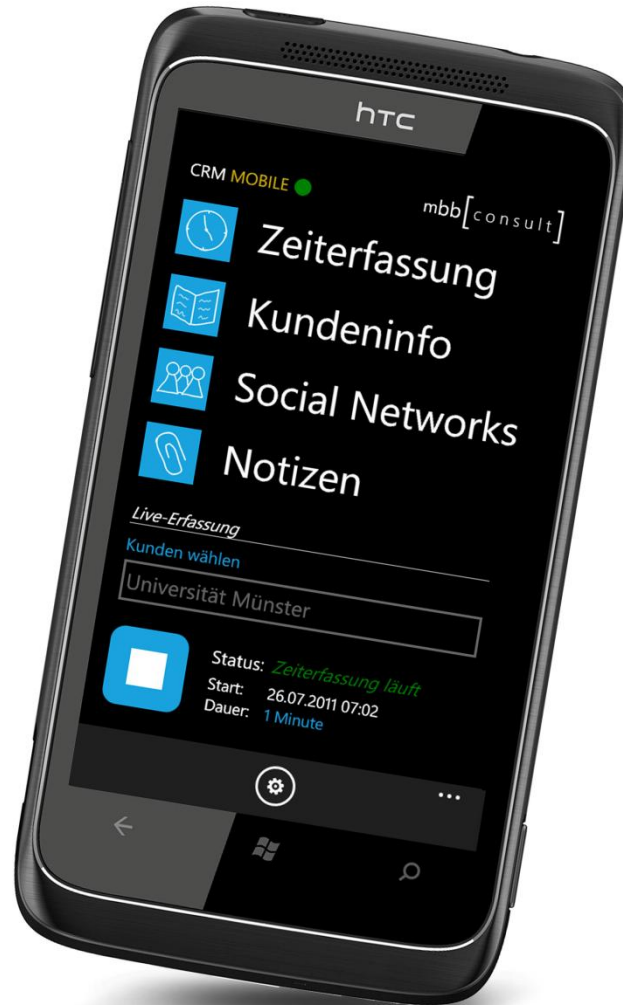 hTC
CRM MOBILE
mbb[consult]
Zeiterfassung
Kundeninfo
Social Networks
Notizen
Live-Erfassung
Kunden wählen
Universität Münster
Status: Zeiterfassung läuft
Start: 26.07.2011 07:02
Dauer: 1 Minute